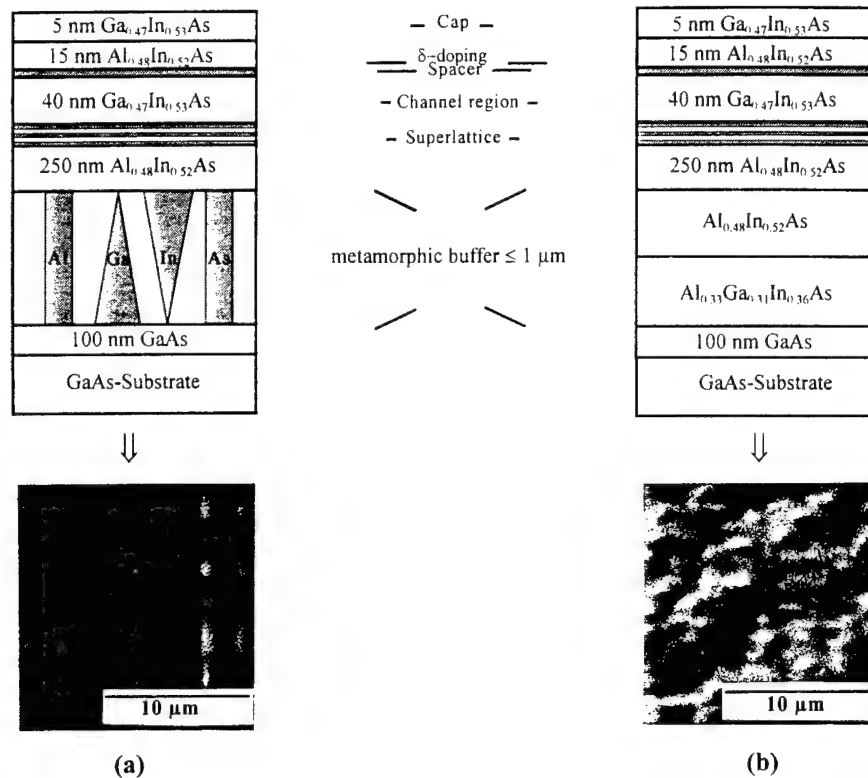 5 nm Ga₀.₄₇In₀.₅₃As
15 nm Al₀.₄₈In₀.₅₂As
40 nm Ga₀.₄₇In₀.₅₃As
250 nm Al₀.₄₈In₀.₅₂As
Al Ga In As
100 nm GaAs
GaAs-Substrate
⇓
10 µm
(a)
– Cap –
δ-doping
Spacer
– Channel region –
– Superlattice –
metamorphic buffer ≤ 1 µm
5 nm Ga₀.₄₇In₀.₅₃As
15 nm Al₀.₄₈In₀.₅₂As
40 nm Ga₀.₄₇In₀.₅₃As
250 nm Al₀.₄₈In₀.₅₂As
Al₀.₄₈In₀.₅₂As
Al₀.₃₃Ga₀.₃₁In₀.₃₆As
100 nm GaAs
GaAs-Substrate
⇓
10 µm
(b)